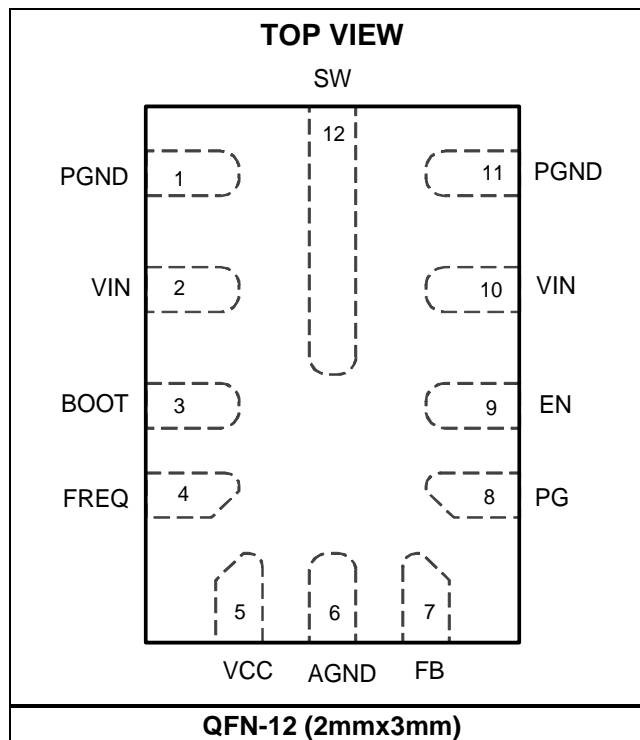 TOP VIEW
SW
12
PGND 1 11 PGND
VIN 2 10 VIN
BOOT 3 9 EN
FREQ 4 8 PG
5 6 7
VCC AGND FB
QFN-12 (2mmx3mm)